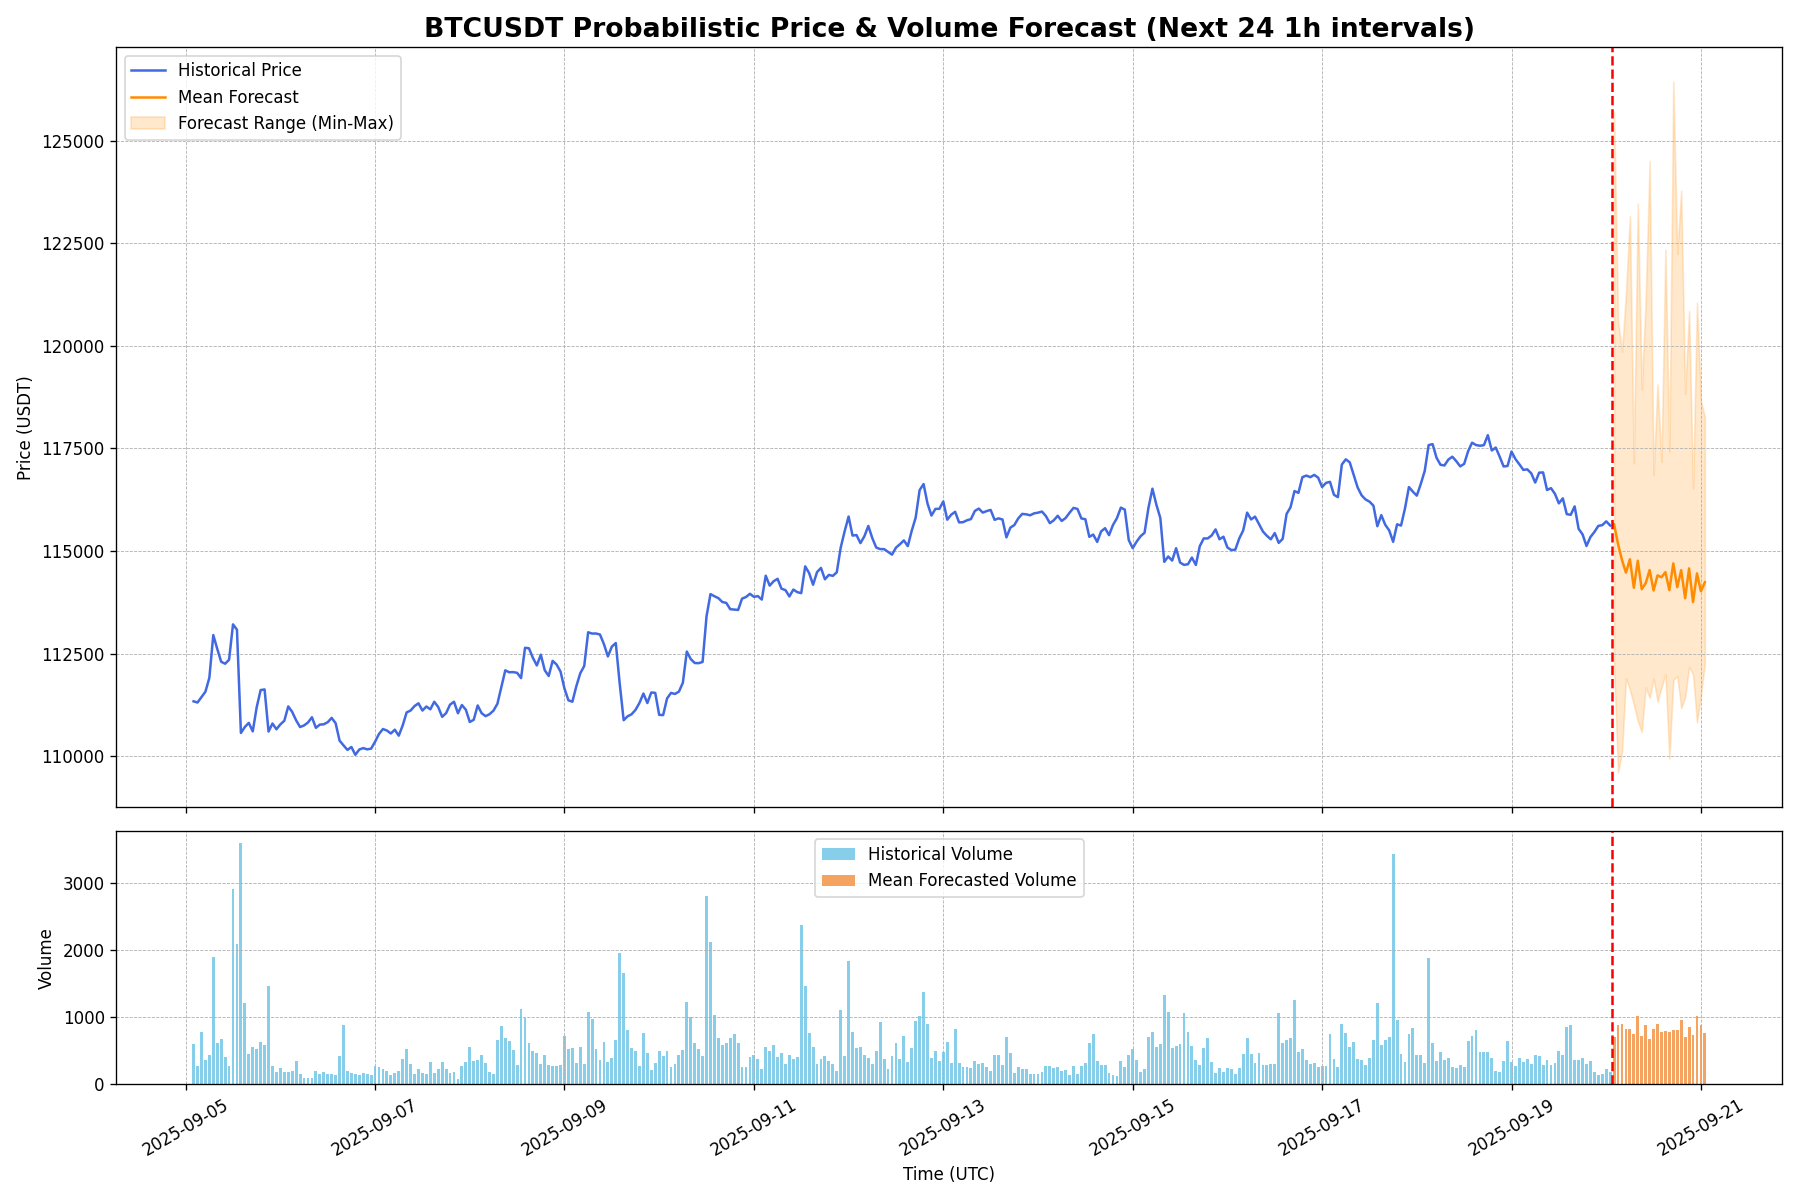 BTCUSDT Probabilistic Price & Volume Forecast (Next 24 1h intervals)
Historical Price
Mean Forecast
Forecast Range (Min-Max)
125000
122500
120000
117500
115000
112500
110000
Price (USDT)
Historical Volume
Mean Forecasted Volume
3000
2000
1000
0
Volume
2025-09-05
2025-09-07
2025-09-09
2025-09-11
2025-09-13
2025-09-15
2025-09-17
2025-09-19
2025-09-21
Time (UTC)